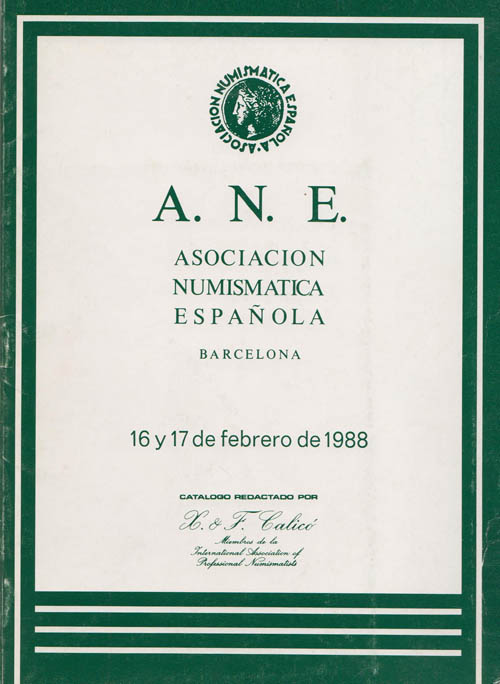 ASOCIACION NUMISMATICA ESPAÑOLA
A. N. E.
ASOCIACION
NUMISMATICA
ESPAÑOLA
BARCELONA
16 y 17 de febrero de 1988
CATALOGO REDACTADO POR
X. & F. Calicó
Miembros de la
International Association of
Professional Numismatists